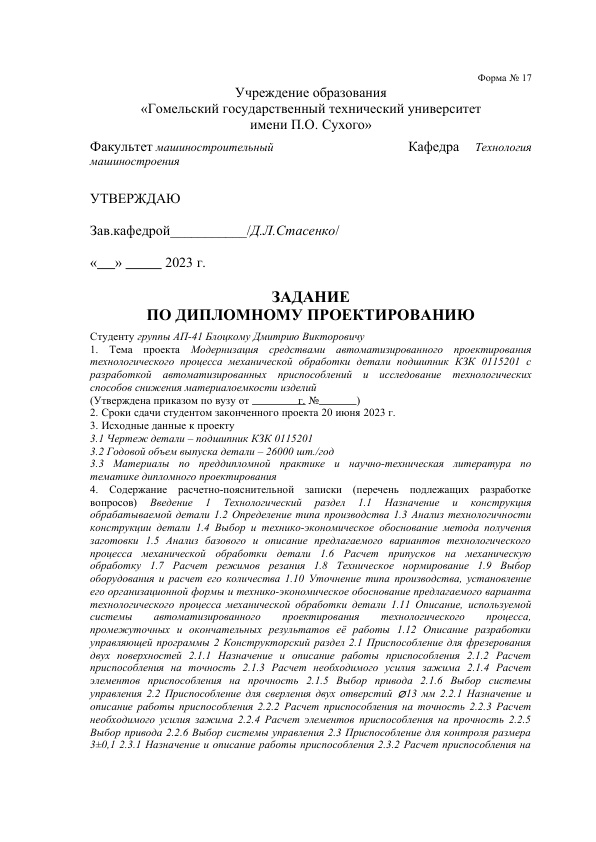 Форма № 17
Учреждение образования
«Гомельский государственный технический университет
имени П.О. Сухого»
Факультет машиностроительный Кафедра Технология
машиностроения
УТВЕРЖДАЮ
Зав.кафедрой___________/Д.Л.Стасенко/
«__» _____ 2023 г.
ЗАДАНИЕ
ПО ДИПЛОМНОМУ ПРОЕКТИРОВАНИЮ
Студенту группы АП-41 Блоцкому Дмитрию Викторовичу
1. Тема проекта Модернизация средствами автоматизированного проектирования
технологического процесса механической обработки детали подшипник КЗК 0115201 с
разработкой автоматизированных приспособлений и исследование технологических
способов снижения материалоемкости изделий
(Утверждена приказом по вузу от ________г. №______)
2. Сроки сдачи студентом законченного проекта 20 июня 2023 г.
3. Исходные данные к проекту
3.1 Чертеж детали – подшипник КЗК 0115201
3.2 Годовой объем выпуска детали – 26000 шт./год
3.3 Материалы по преддипломной практике и научно-техническая литература по
тематике дипломного проектирования
4. Содержание расчетно-пояснительной записки (перечень подлежащих разработке
вопросов) Введение 1 Технологический раздел 1.1 Назначение и конструкция
обрабатываемой детали 1.2 Определение типа производства 1.3 Анализ технологичности
конструкции детали 1.4 Выбор и технико-экономическое обоснование метода получения
заготовки 1.5 Анализ базового и описание предлагаемого вариантов технологического
процесса механической обработки детали 1.6 Расчет припусков на механическую
обработку 1.7 Расчет режимов резания 1.8 Техническое нормирование 1.9 Выбор
оборудования и расчет его количества 1.10 Уточнение типа производства, установление
его организационной формы и технико-экономическое обоснование предлагаемого варианта
технологического процесса механической обработки детали 1.11 Описание, используемой
системы автоматизированного проектирования технологического процесса,
промежуточных и окончательных результатов её работы 1.12 Описание разработки
управляющей программы 2 Конструкторский раздел 2.1 Приспособление для фрезерования
двух поверхностей 2.1.1 Назначение и описание работы приспособления 2.1.2 Расчет
приспособления на точность 2.1.3 Расчет необходимого усилия зажима 2.1.4 Расчет
элементов приспособления на прочность 2.1.5 Выбор привода 2.1.6 Выбор системы
управления 2.2 Приспособление для сверления двух отверстий ⌀13 мм 2.2.1 Назначение и
описание работы приспособления 2.2.2 Расчет приспособления на точность 2.2.3 Расчет
необходимого усилия зажима 2.2.4 Расчет элементов приспособления на прочность 2.2.5
Выбор привода 2.2.6 Выбор системы управления 2.3 Приспособление для контроля размера
3±0,1 2.3.1 Назначение и описание работы приспособления 2.3.2 Расчет приспособления на